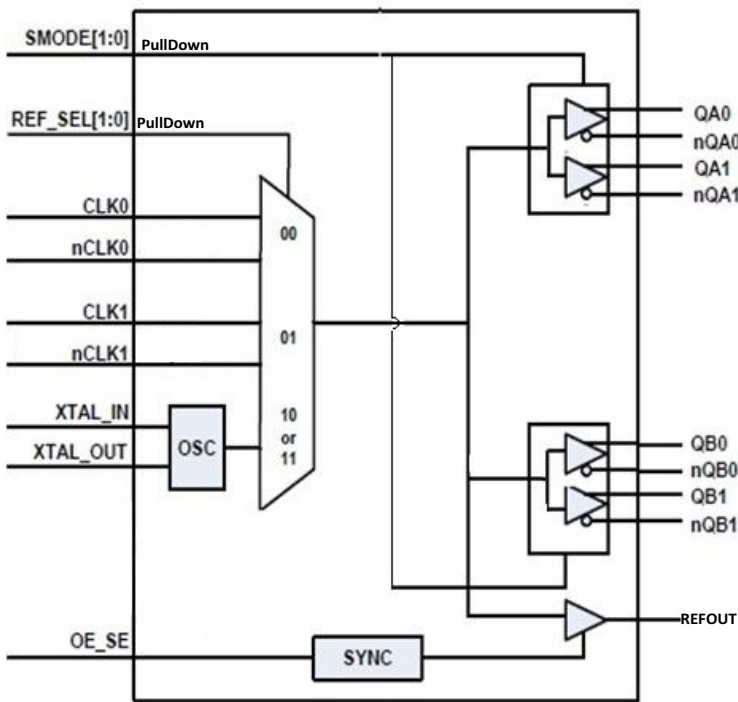 SMODE[1:0] PullDown
REF_SEL[1:0] PullDown
CLK0
nCLK0
CLK1
nCLK1
XTAL_IN
XTAL_OUT
OE_SE
00
01
10
or
11
OSC
SYNC
QA0
nQA0
QA1
nQA1
QB0
nQB0
QB1
nQB1
REFOUT